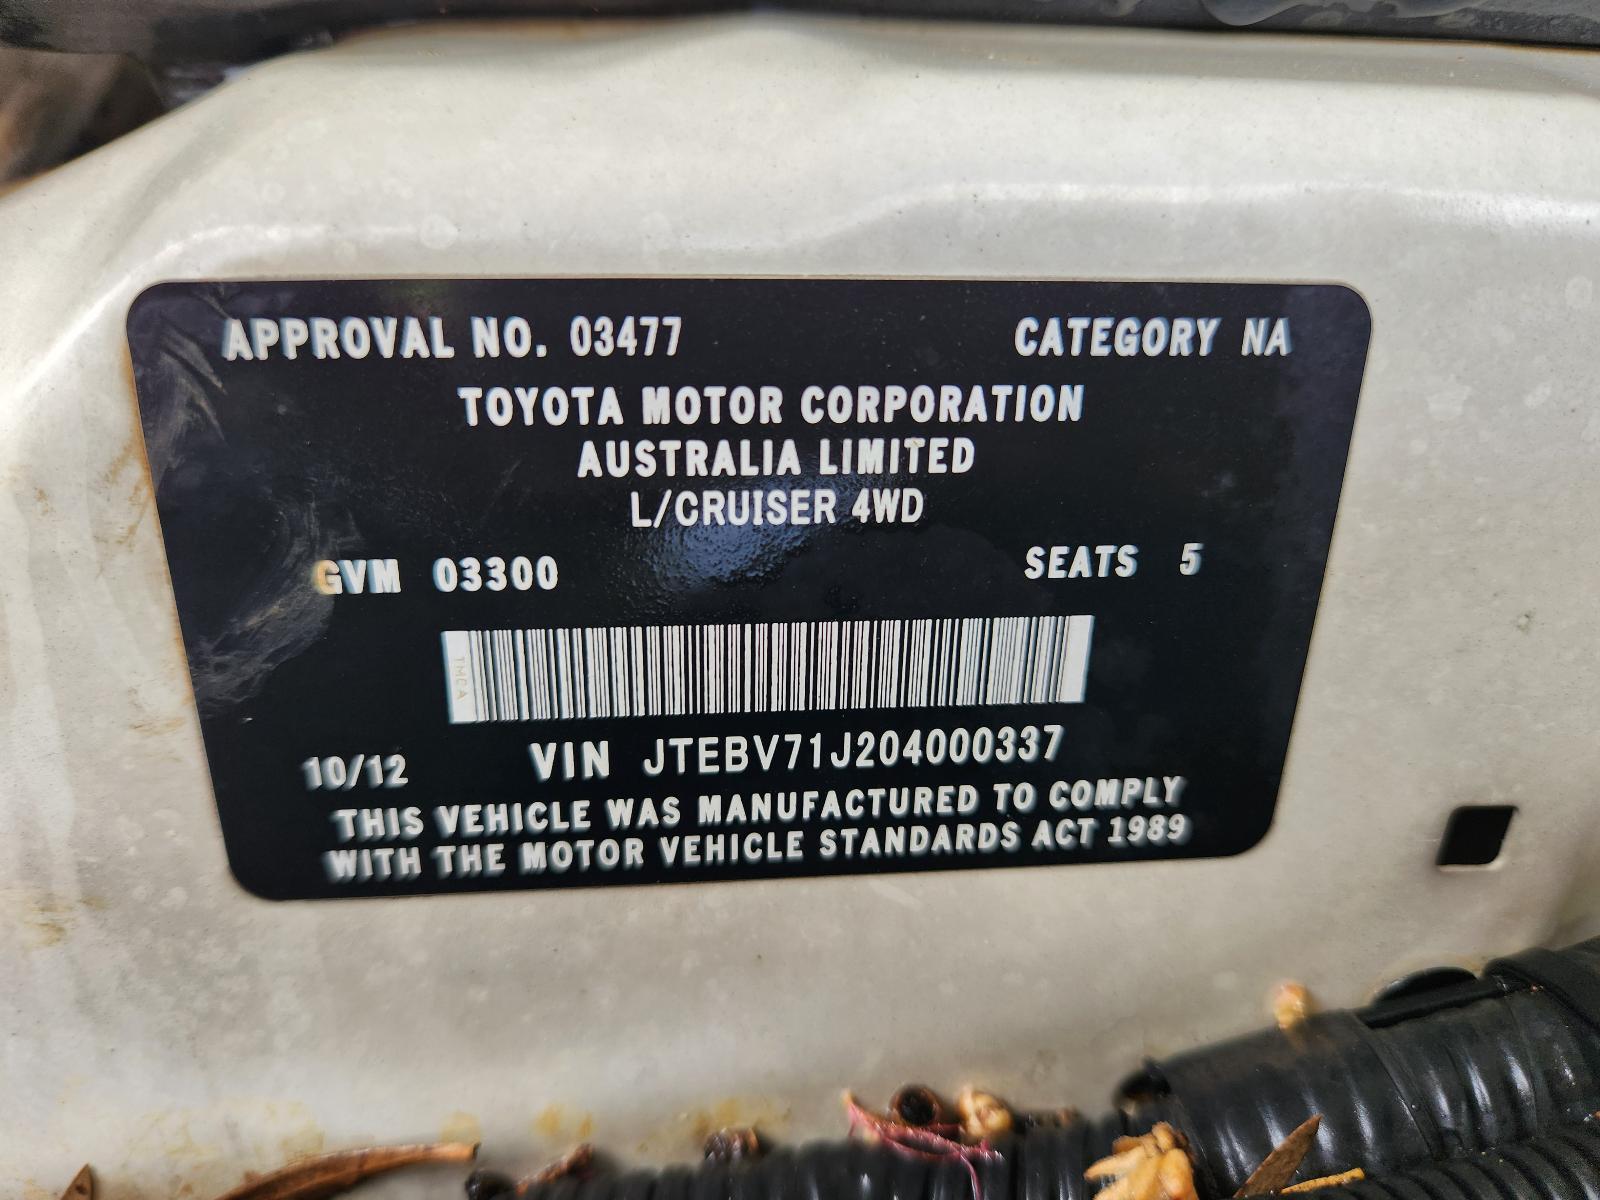 APPROVAL NO. 03477 CATEGORY NA
TOYOTA MOTOR CORPORATION
AUSTRALIA LIMITED
L/CRUISER 4WD
GVM 03300 SEATS 5
TMCA
10/12 VIN JTEBV71J204000337
THIS VEHICLE WAS MANUFACTURED TO COMPLY
WITH THE MOTOR VEHICLE STANDARDS ACT 1989